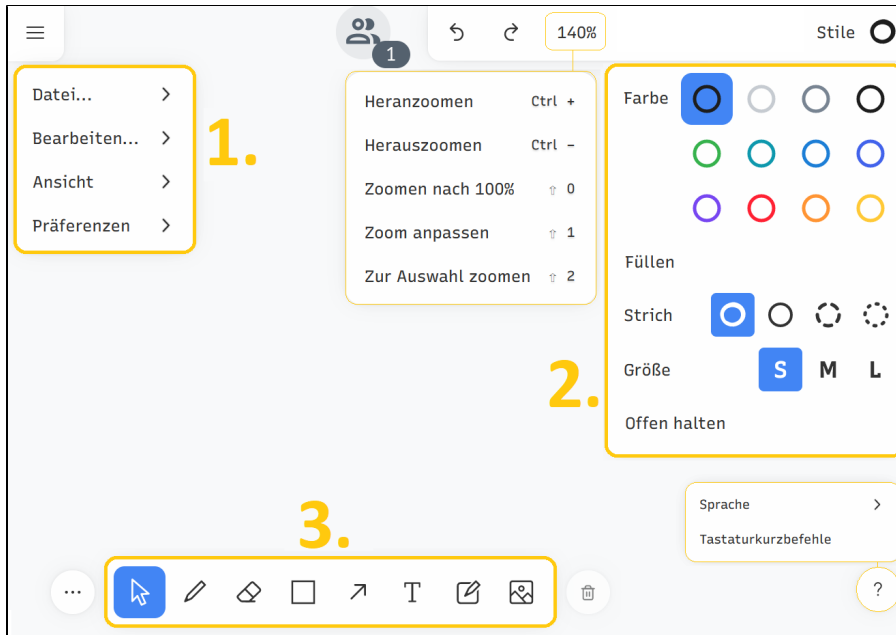 1
140%
Stile
Datei...
Bearbeiten...
Ansicht
Präferenzen
1.
Heranzoomen Ctrl +
Herauszoomen Ctrl –
Zoomen nach 100% ⇧ 0
Zoom anpassen ⇧ 1
Zur Auswahl zoomen ⇧ 2
Farbe
Füllen
Strich
Größe S M L
Offen halten
2.
Sprache
Tastaturkurzbefehle
?
3.
... T